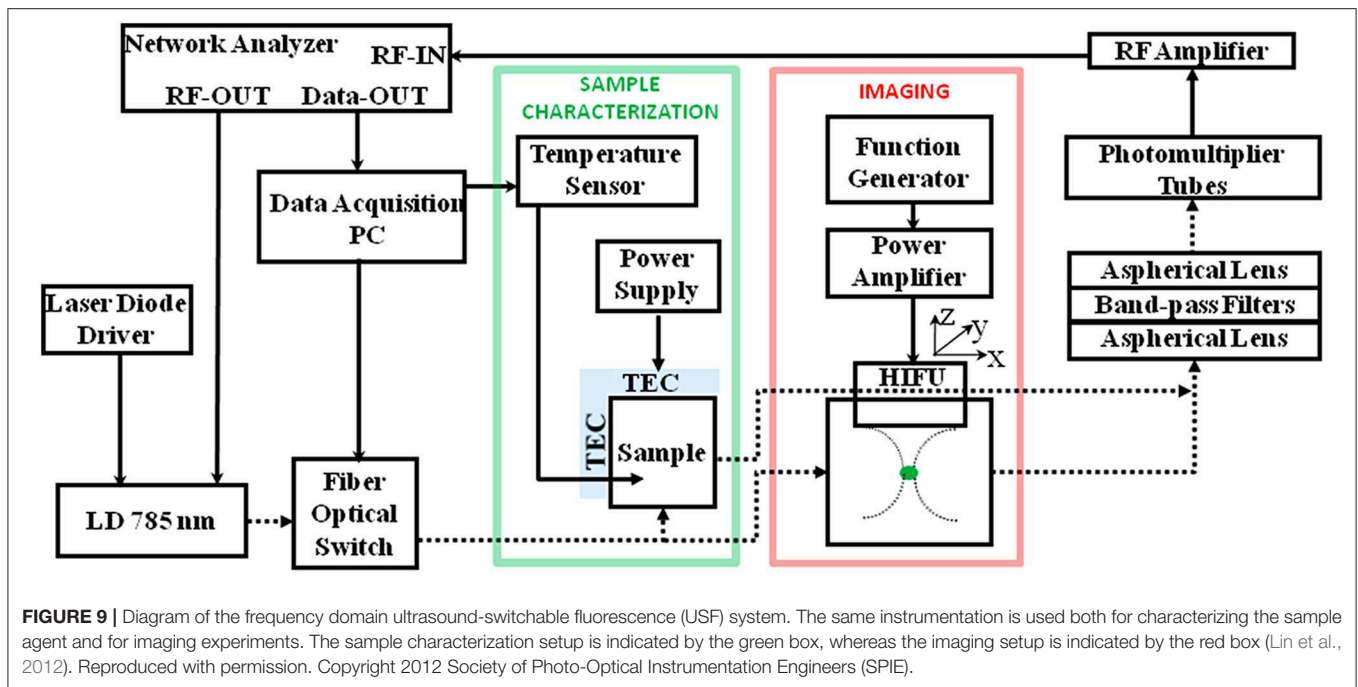 Network Analyzer
RF-IN
RF-OUT
Data-OUT
RF Amplifier
SAMPLE
CHARACTERIZATION
IMAGING
Temperature
Sensor
Function
Generator
Photomultiplier
Tubes
Data Acquisition
PC
Power
Supply
Power
Amplifier
Aspherical Lens
Band-pass Filters
Aspherical Lens
Laser Diode
Driver
z
y
x
TEC
HIFU
TEC
Sample
Fiber
Optical
Switch
LD 785 nm
FIGURE 9 | Diagram of the frequency domain ultrasound-switchable fluorescence (USF) system. The same instrumentation is used both for characterizing the sample
agent and for imaging experiments. The sample characterization setup is indicated by the green box, whereas the imaging setup is indicated by the red box (Lin et al.,
2012). Reproduced with permission. Copyright 2012 Society of Photo-Optical Instrumentation Engineers (SPIE).